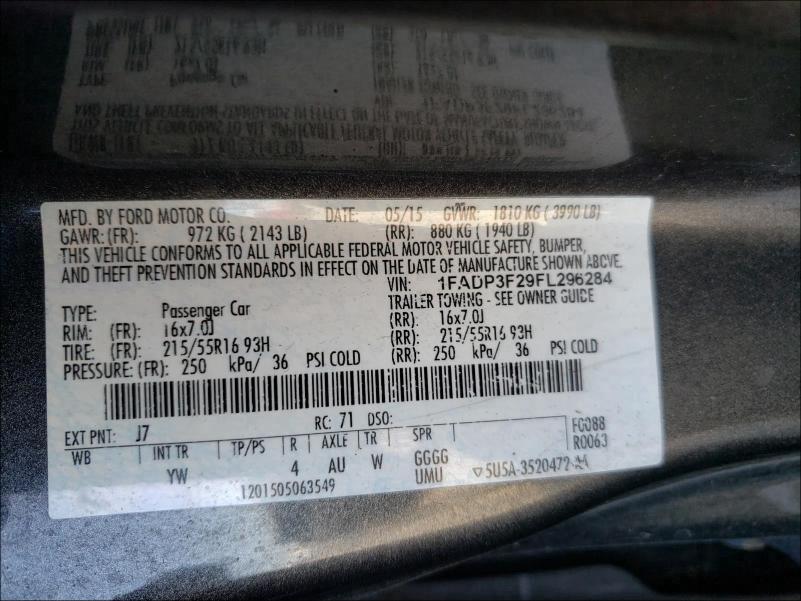 MFD. BY FORD MOTOR CO. DATE: 05/15 GVWR: 1810 KG ( 3990 LB)
GAWR: (FR): 972 KG ( 2143 LB) (RR): 880 KG ( 1940 LB)
THIS VEHICLE CONFORMS TO ALL APPLICABLE FEDERAL MOTOR VEHICLE SAFETY, BUMPER,
AND THEFT PREVENTION STANDARDS IN EFFECT ON THE DATE OF MANUFACTURE SHOWN ABOVE.
VIN: 1FADP3F29FL296284
TYPE: Passenger Car TRAILER TOWING - SEE OWNER GUIDE
RIM: (FR): 16x7.0J (RR): 16x7.0J
TIRE: (FR): 215/55R16 93H (RR): 215/55R16 93H
PRESSURE: (FR): 250 kPa/ 36 PSI COLD (RR): 250 kPa/ 36 PSI COLD
EXT PNT: J7 RC: 71 DSO: FC088
WB INT TR TP/PS R AXLE TR SPR R0063
YW 4 AU W GGGG
UMU 5U5A-3520472-
1201505063549